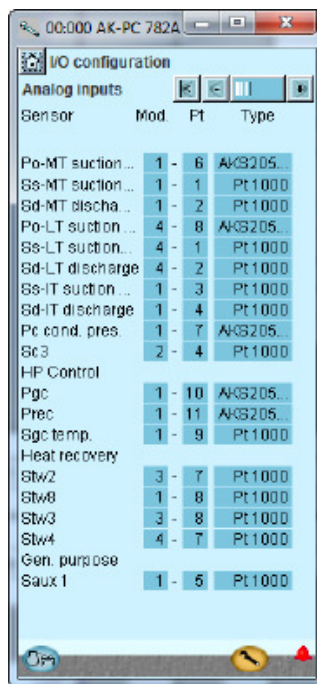 00:000 AK-PC 782A
I/O configuration
Analog inputs
Sensor Mod. Pt Type
Po-MT suction... 1 - 6 AKS205...
Ss-MT suction... 1 - 1 Pt1000
Sd-MT discha... 1 - 2 Pt1000
Po-LT suction ... 4 - 8 AKS205...
Ss-LT suction... 4 - 1 Pt1000
Sd-LT discharge 4 - 2 Pt1000
Ss-IT suction ... 1 - 3 Pt1000
Sd-IT discharge 1 - 4 Pt1000
Pc cond. pres. 1 - 7 AKS205...
Sc3 2 - 4 Pt1000
HP Control
Pgc 1 - 10 AKS205...
Prec 1 - 11 AKS205...
Sgc temp. 1 - 9 Pt1000
Heat recovery
Stw2 3 - 7 Pt1000
Stw8 1 - 8 Pt1000
Stw3 3 - 8 Pt1000
Stw4 4 - 7 Pt1000
Gen. purpose
Saux 1 1 - 5 Pt1000